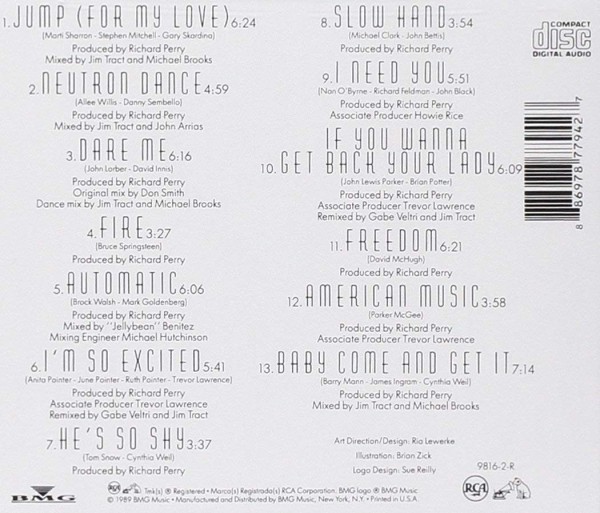 1. JUMP (FOR MY LOVE) 6:24
(Marti Sharron - Stephen Mitchell - Gary Skardina)
Produced by Richard Perry
Mixed by Jim Tract and Michael Brooks
2. NEUTRON DANCE 4:59
(Allee Willis - Danny Sembello)
Produced by Richard Perry
Mixed by Jim Tract and John Arrias
3. DARE ME 6:16
(John Lorber - David Innis)
Produced by Richard Perry
Original mix by Don Smith
Dance mix by Jim Tract and Michael Brooks
4. FIRE 3:27
(Bruce Springsteen)
Produced by Richard Perry
5. AUTOMATIC 6:06
(Brock Walsh - Mark Goldenberg)
Produced by Richard Perry
Mixed by "Jellybean" Benitez
Mixing Engineer Michael Hutchinson
6. I'M SO EXCITED 5:41
(Anita Pointer - June Pointer - Ruth Pointer - Trevor Lawrence)
Produced by Richard Perry
Associate Producer Trevor Lawrence
Remixed by Gabe Veltri and Jim Tract
7. HE'S SO SHY 3:37
(Tom Snow - Cynthia Weil)
Produced by Richard Perry
8. SLOW HAND 3:54
(Michael Clark - John Bettis)
Produced by Richard Perry
9. I NEED YOU 5:51
(Nan O'Byrne - Richard Feldman - John Black)
Produced by Richard Perry
Associate Producer Howie Rice
IF YOU WANNA
10. GET BACK YOUR LADY 6:09
(John Lewis Parker - Brian Potter)
Produced by Richard Perry
Associate Producer Trevor Lawrence
Remixed by Gabe Veltri and Jim Tract
11. FREEDOM 6:21
(David McHugh)
Produced by Richard Perry
12. AMERICAN MUSIC 3:58
(Parker McGee)
Produced by Richard Perry
Associate Producer Trevor Lawrence
13. BABY COME AND GET IT 7:14
(Barry Mann - James Ingram - Cynthia Weil)
Produced by Richard Perry
Mixed by Jim Tract and Michael Brooks
Art Direction/Design: Ria Lewerke
Illustration: Brian Zick
Logo Design: Sue Reilly
9816-2-R
COMPACT
disc
DIGITAL AUDIO
8 86978 77942 7
BMG
RCA
Tmk(s) ® Registered • Marca(s) Registrada(s) RCA Corporation. BMG logo ® BMG Music
© 1989 BMG Music • Manufactured and Distributed by BMG Music, New York, N.Y. • Printed in U.S.A.